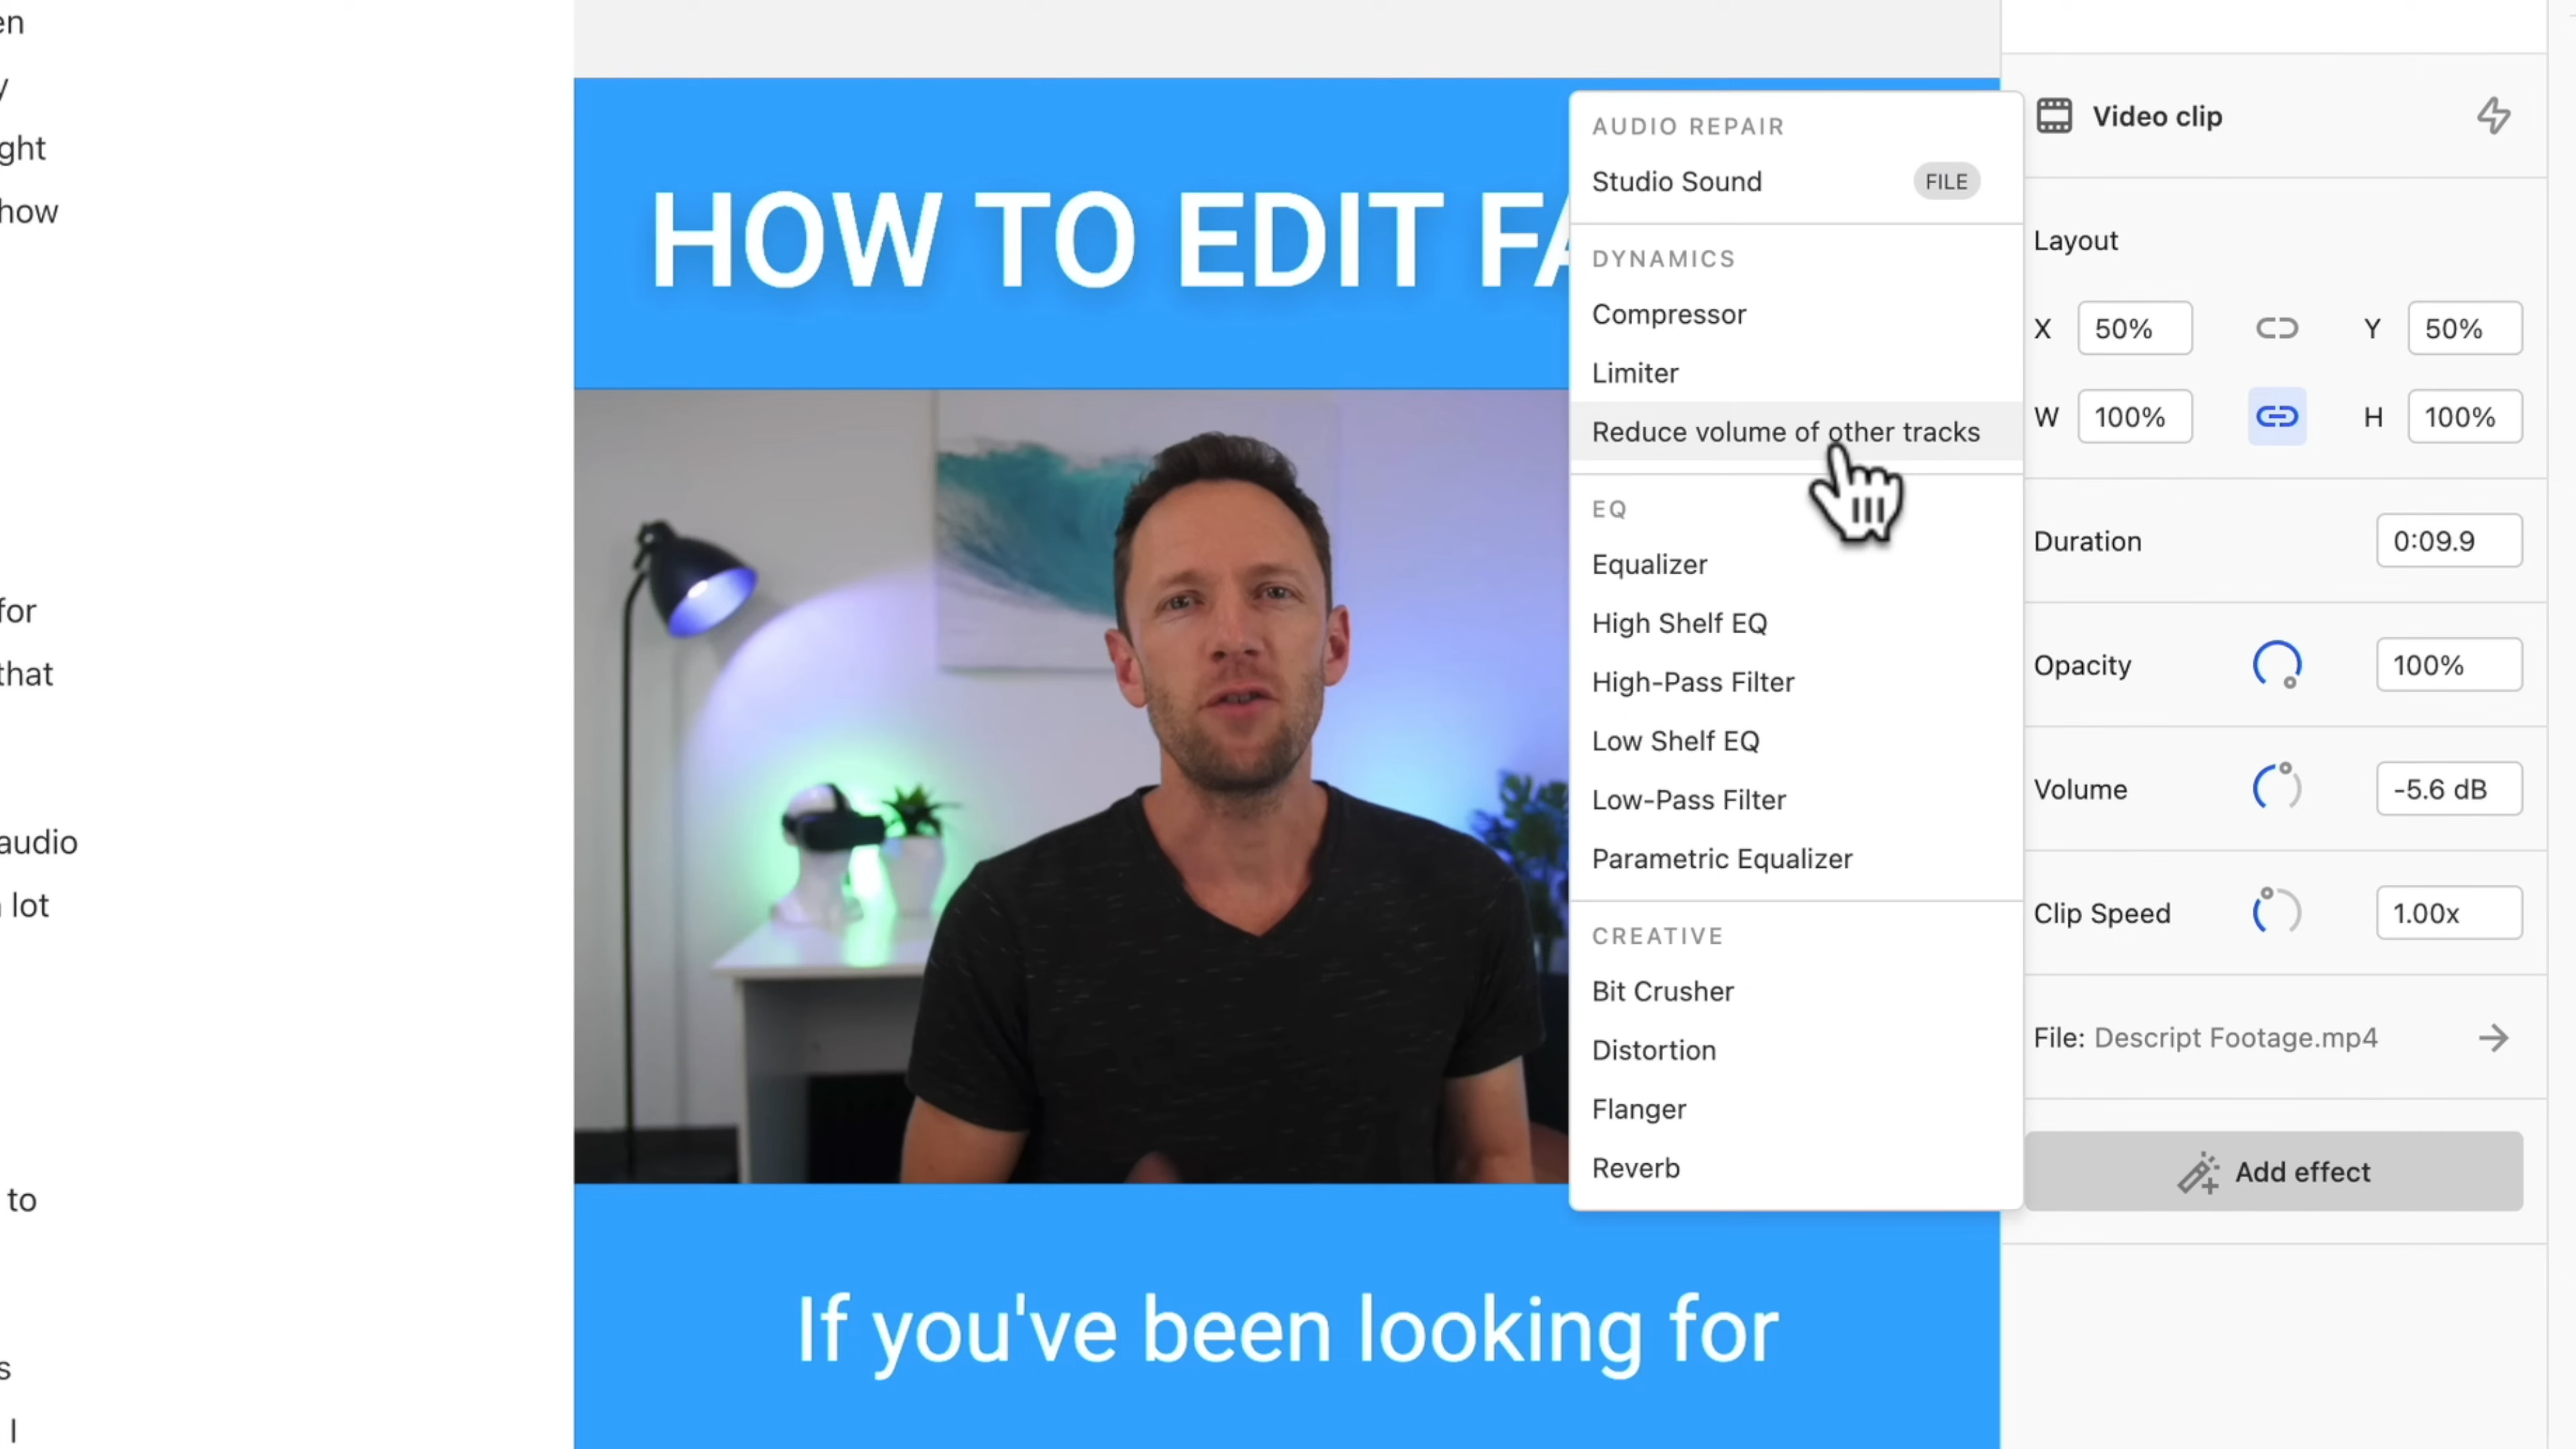 en
y
ght
how
for
that
audio
lot
to
s
I
HOW TO EDIT FA
If you've been looking for
AUDIO REPAIR
Studio Sound FILE
DYNAMICS
Compressor
Limiter
Reduce volume of other tracks
EQ
Equalizer
High Shelf EQ
High-Pass Filter
Low Shelf EQ
Low-Pass Filter
Parametric Equalizer
CREATIVE
Bit Crusher
Distortion
Flanger
Reverb
Video clip
Layout
X 50% Y 50%
W 100% H 100%
Duration 0:09.9
Opacity 100%
Volume -5.6 dB
Clip Speed 1.00x
File: Descript Footage.mp4
Add effect